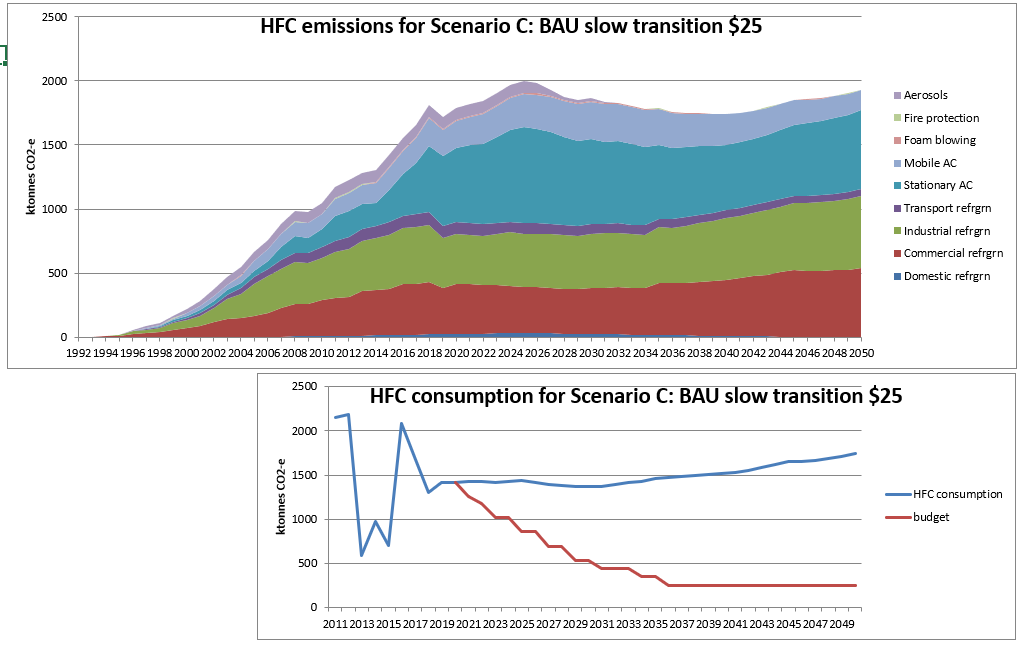 HFC emissions for Scenario C: BAU slow transition $25
2500
2000
1500
1000
500
0
ktonnes CO2-e
1992 1994 1996 1998 2000 2002 2004 2006 2008 2010 2012 2014 2016 2018 2020 2022 2024 2026 2028 2030 2032 2034 2036 2038 2040 2042 2044 2046 2048 2050
Aerosols
Fire protection
Foam blowing
Mobile AC
Stationary AC
Transport refrgrn
Industrial refrgrn
Commercial refrgrn
Domestic refrgrn
HFC consumption for Scenario C: BAU slow transition $25
2500
2000
1500
1000
500
0
ktonnes CO2-e
2011 2013 2015 2017 2019 2021 2023 2025 2027 2029 2031 2033 2035 2037 2039 2041 2043 2045 2047 2049
HFC consumption
budget